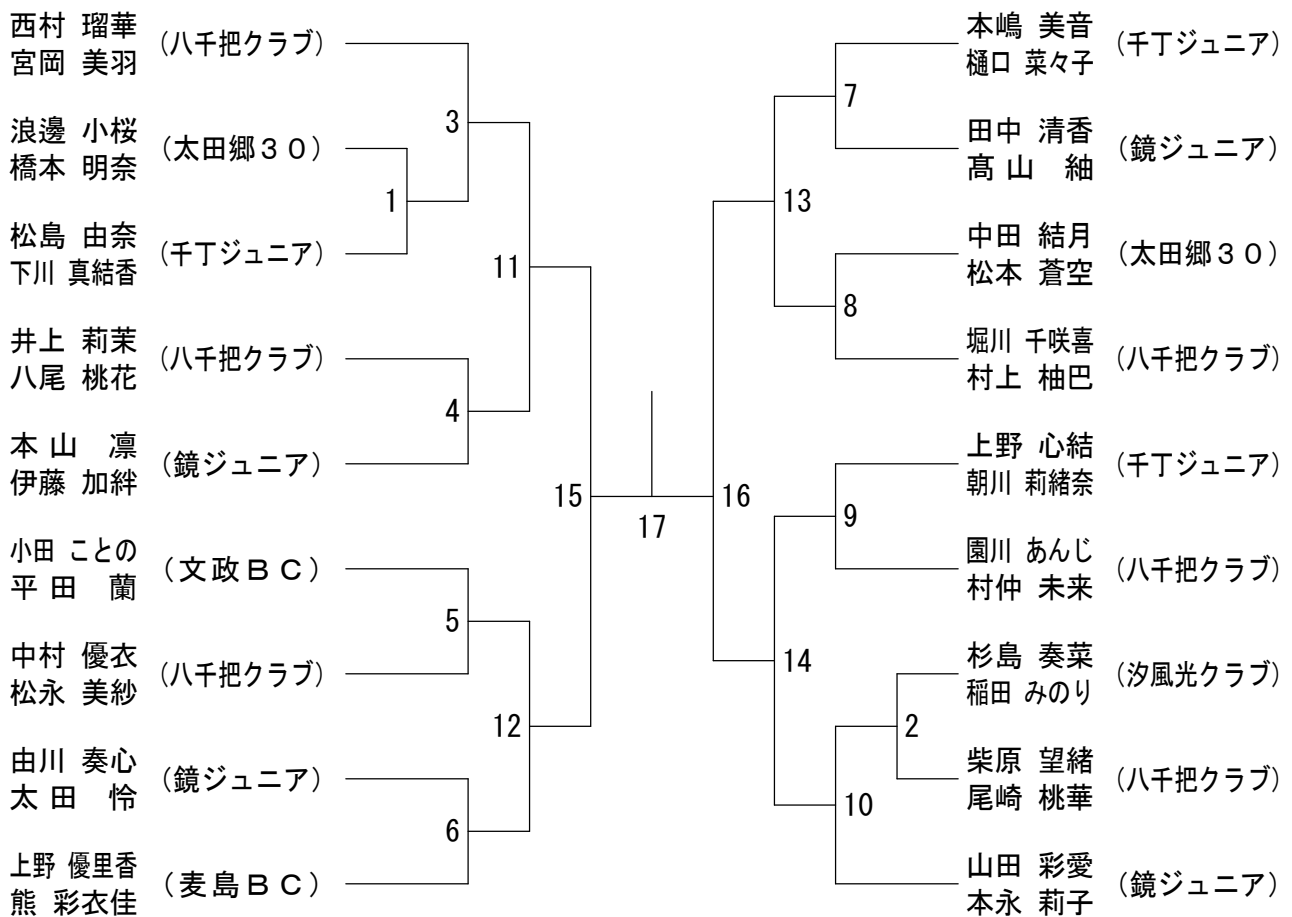 西村 瑠華
宮岡 美羽
(八千把クラブ)
浪邊 小桜
橋本 明奈
(太田郷３０)
松島 由奈
下川 真結香
(千丁ジュニア)
井上 莉茉
八尾 桃花
(八千把クラブ)
本山 凛
伊藤 加絆
(鏡ジュニア)
小田 ことの
平田 蘭
(文政ＢＣ)
中村 優衣
松永 美紗
(八千把クラブ)
由川 奏心
太田 怜
(鏡ジュニア)
上野 優里香
熊 彩衣佳
(麦島ＢＣ)
3
1
11
4
15
5
12
6
17
7
13
8
16
9
14
2
10
本嶋 美音
樋口 菜々子
(千丁ジュニア)
田中 清香
髙山 紬
(鏡ジュニア)
中田 結月
松本 蒼空
(太田郷３０)
堀川 千咲喜
村上 柚巴
(八千把クラブ)
上野 心結
朝川 莉緒奈
(千丁ジュニア)
園川 あんじ
村仲 未来
(八千把クラブ)
杉島 奏菜
稲田 みのり
(汐風光クラブ)
柴原 望緒
尾崎 桃華
(八千把クラブ)
山田 彩愛
本永 莉子
(鏡ジュニア)